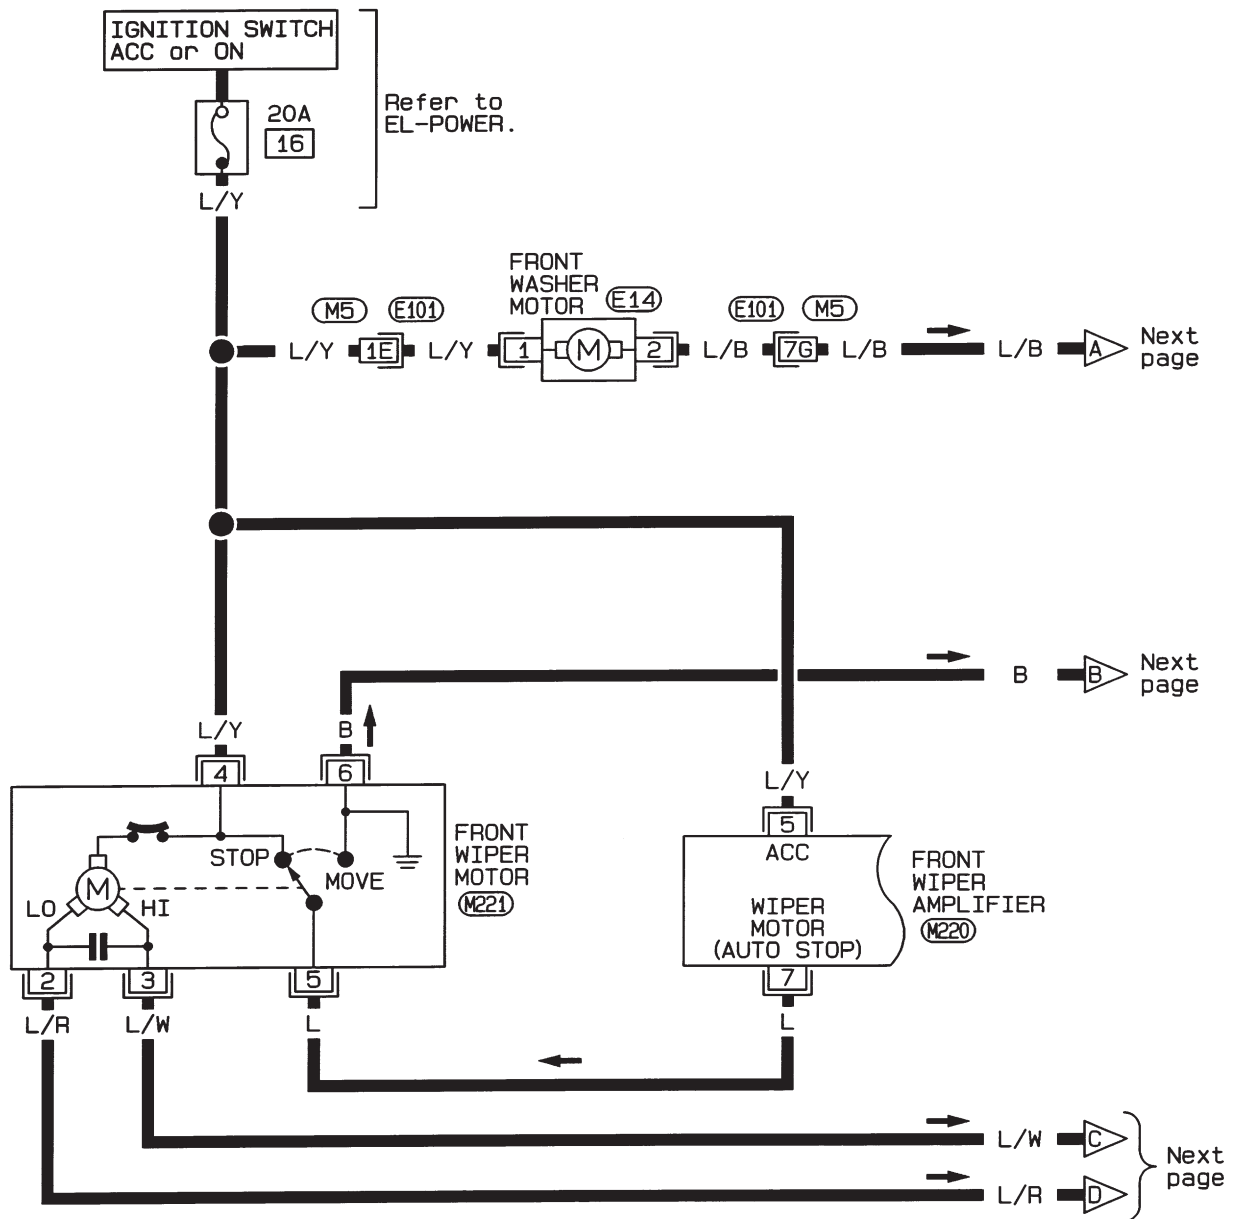 IGNITION SWITCH
ACC or ON
20A
16
Refer to
EL-POWER.
L/Y
FRONT
WASHER
MOTOR
E14
M5
E101
E101
M5
L/Y
1E
L/Y
1
M
2
L/B
7G
L/B
L/B
A
Next
page
B
B
Next
page
L/Y
B
4
6
L/Y
5
ACC
STOP
MOVE
M
LO
HI
FRONT
WIPER
MOTOR
M221
WIPER
MOTOR
(AUTO STOP)
FRONT
WIPER
AMPLIFIER
M220
2
3
5
7
L/R
L/W
L
L
L/W
C
L/R
D
Next
page